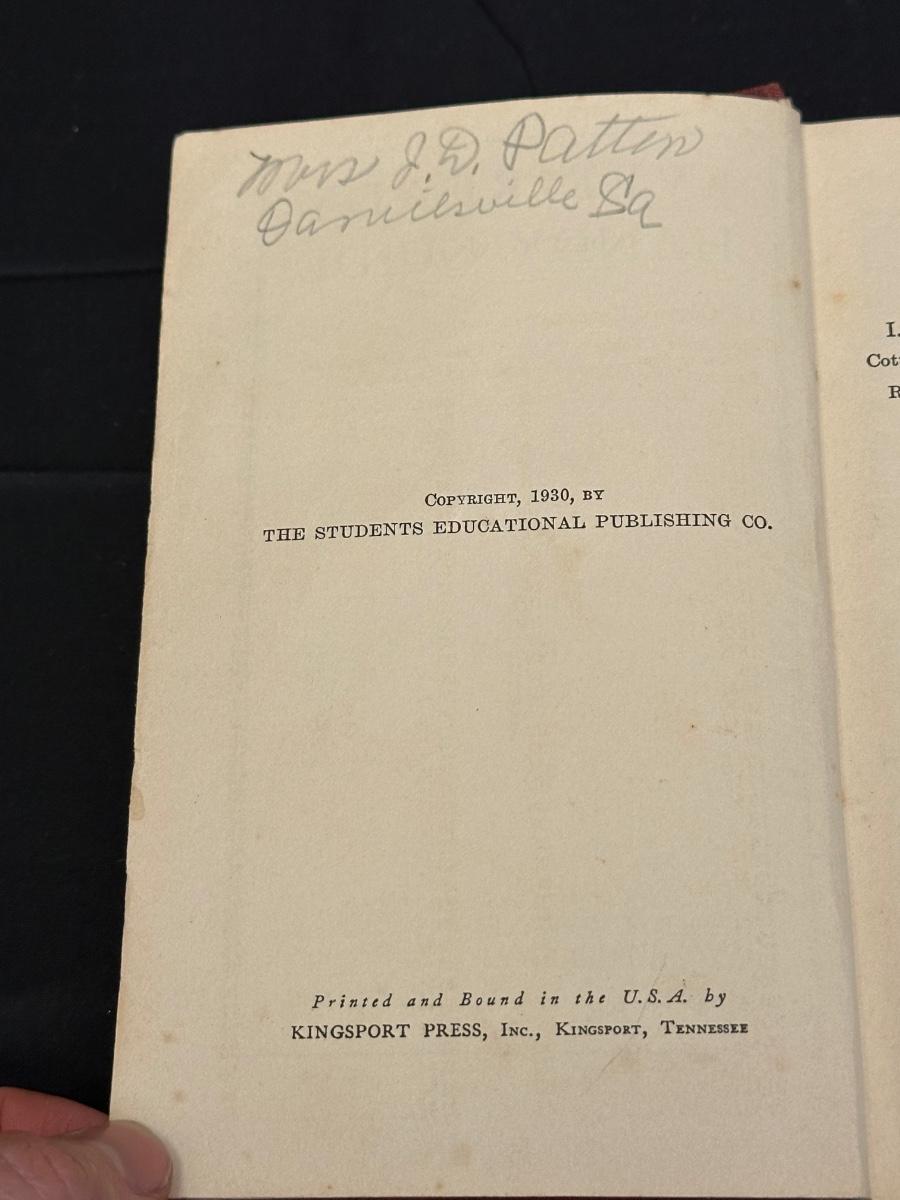 Mrs J. D. Patten
Danielsville Ga
COPYRIGHT, 1930, BY
THE STUDENTS EDUCATIONAL PUBLISHING CO.
Printed and Bound in the U.S.A. by
KINGSPORT PRESS, INC., KINGSPORT, TENNESSEE
I.